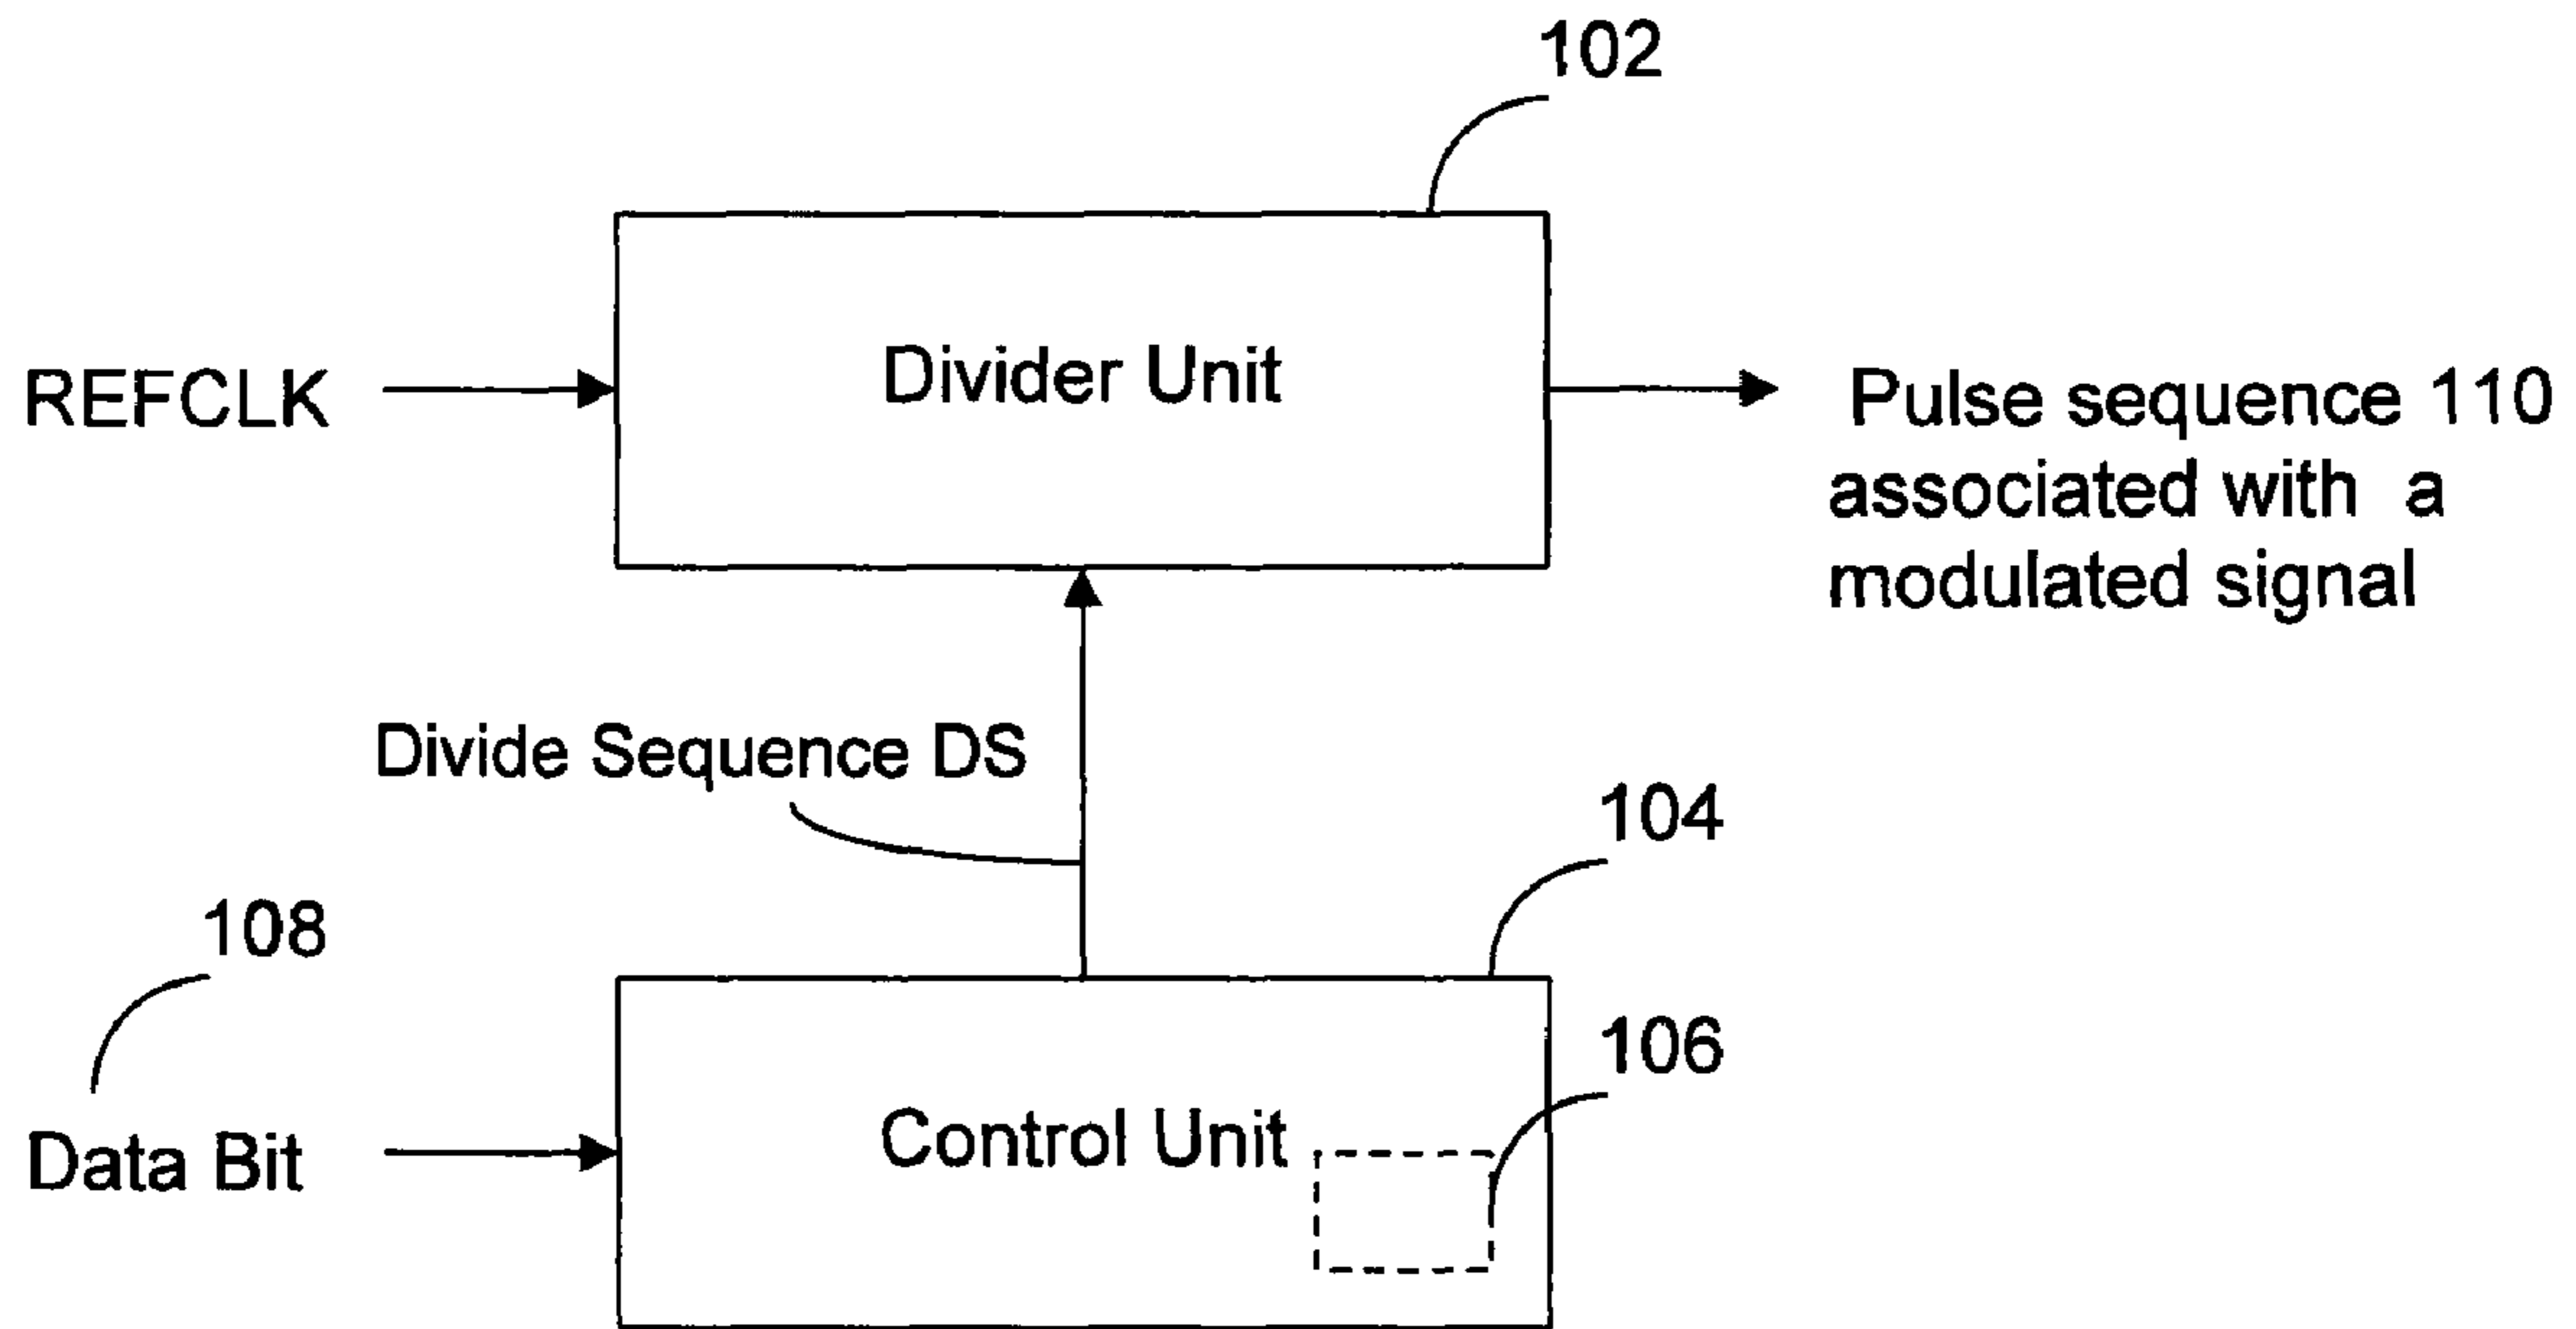 102
Divider Unit
REFCLK
Pulse sequence 110
associated with a
modulated signal
Divide Sequence DS
104
108
106
Control Unit
Data Bit